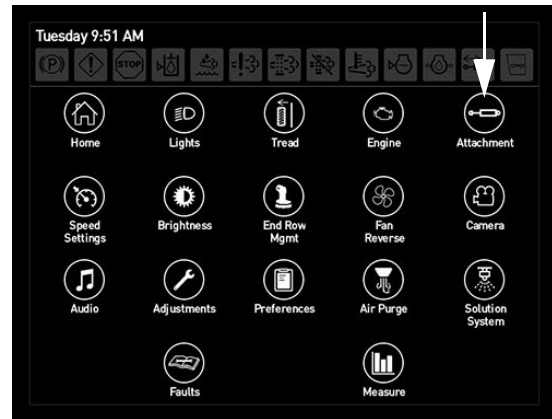 Tuesday 9:51 AM
STOP
Home Lights Tread Engine Attachment
Speed Settings
Brightness
End Row Mgmt
Fan Reverse
Camera
Audio Adjustments Preferences Air Purge
Solution System
Faults Measure